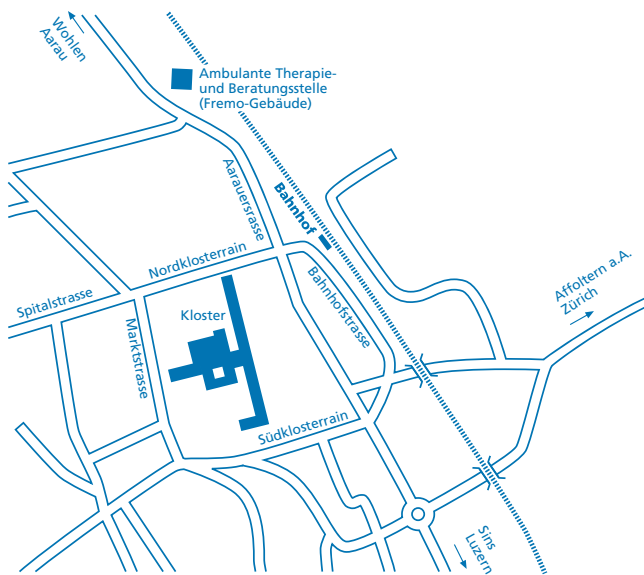 Wohlen
Aarau
Ambulante Therapie-
und Beratungsstelle
(Fremo-Gebäude)
Aarauersrasse
Bahnhof
Nordklosterrain
Bahnhofstrasse
Affoltern a.A.
Zürich
Spitalstrasse
Kloster
Marktstrasse
Südklosterrain
Sins
Luzern